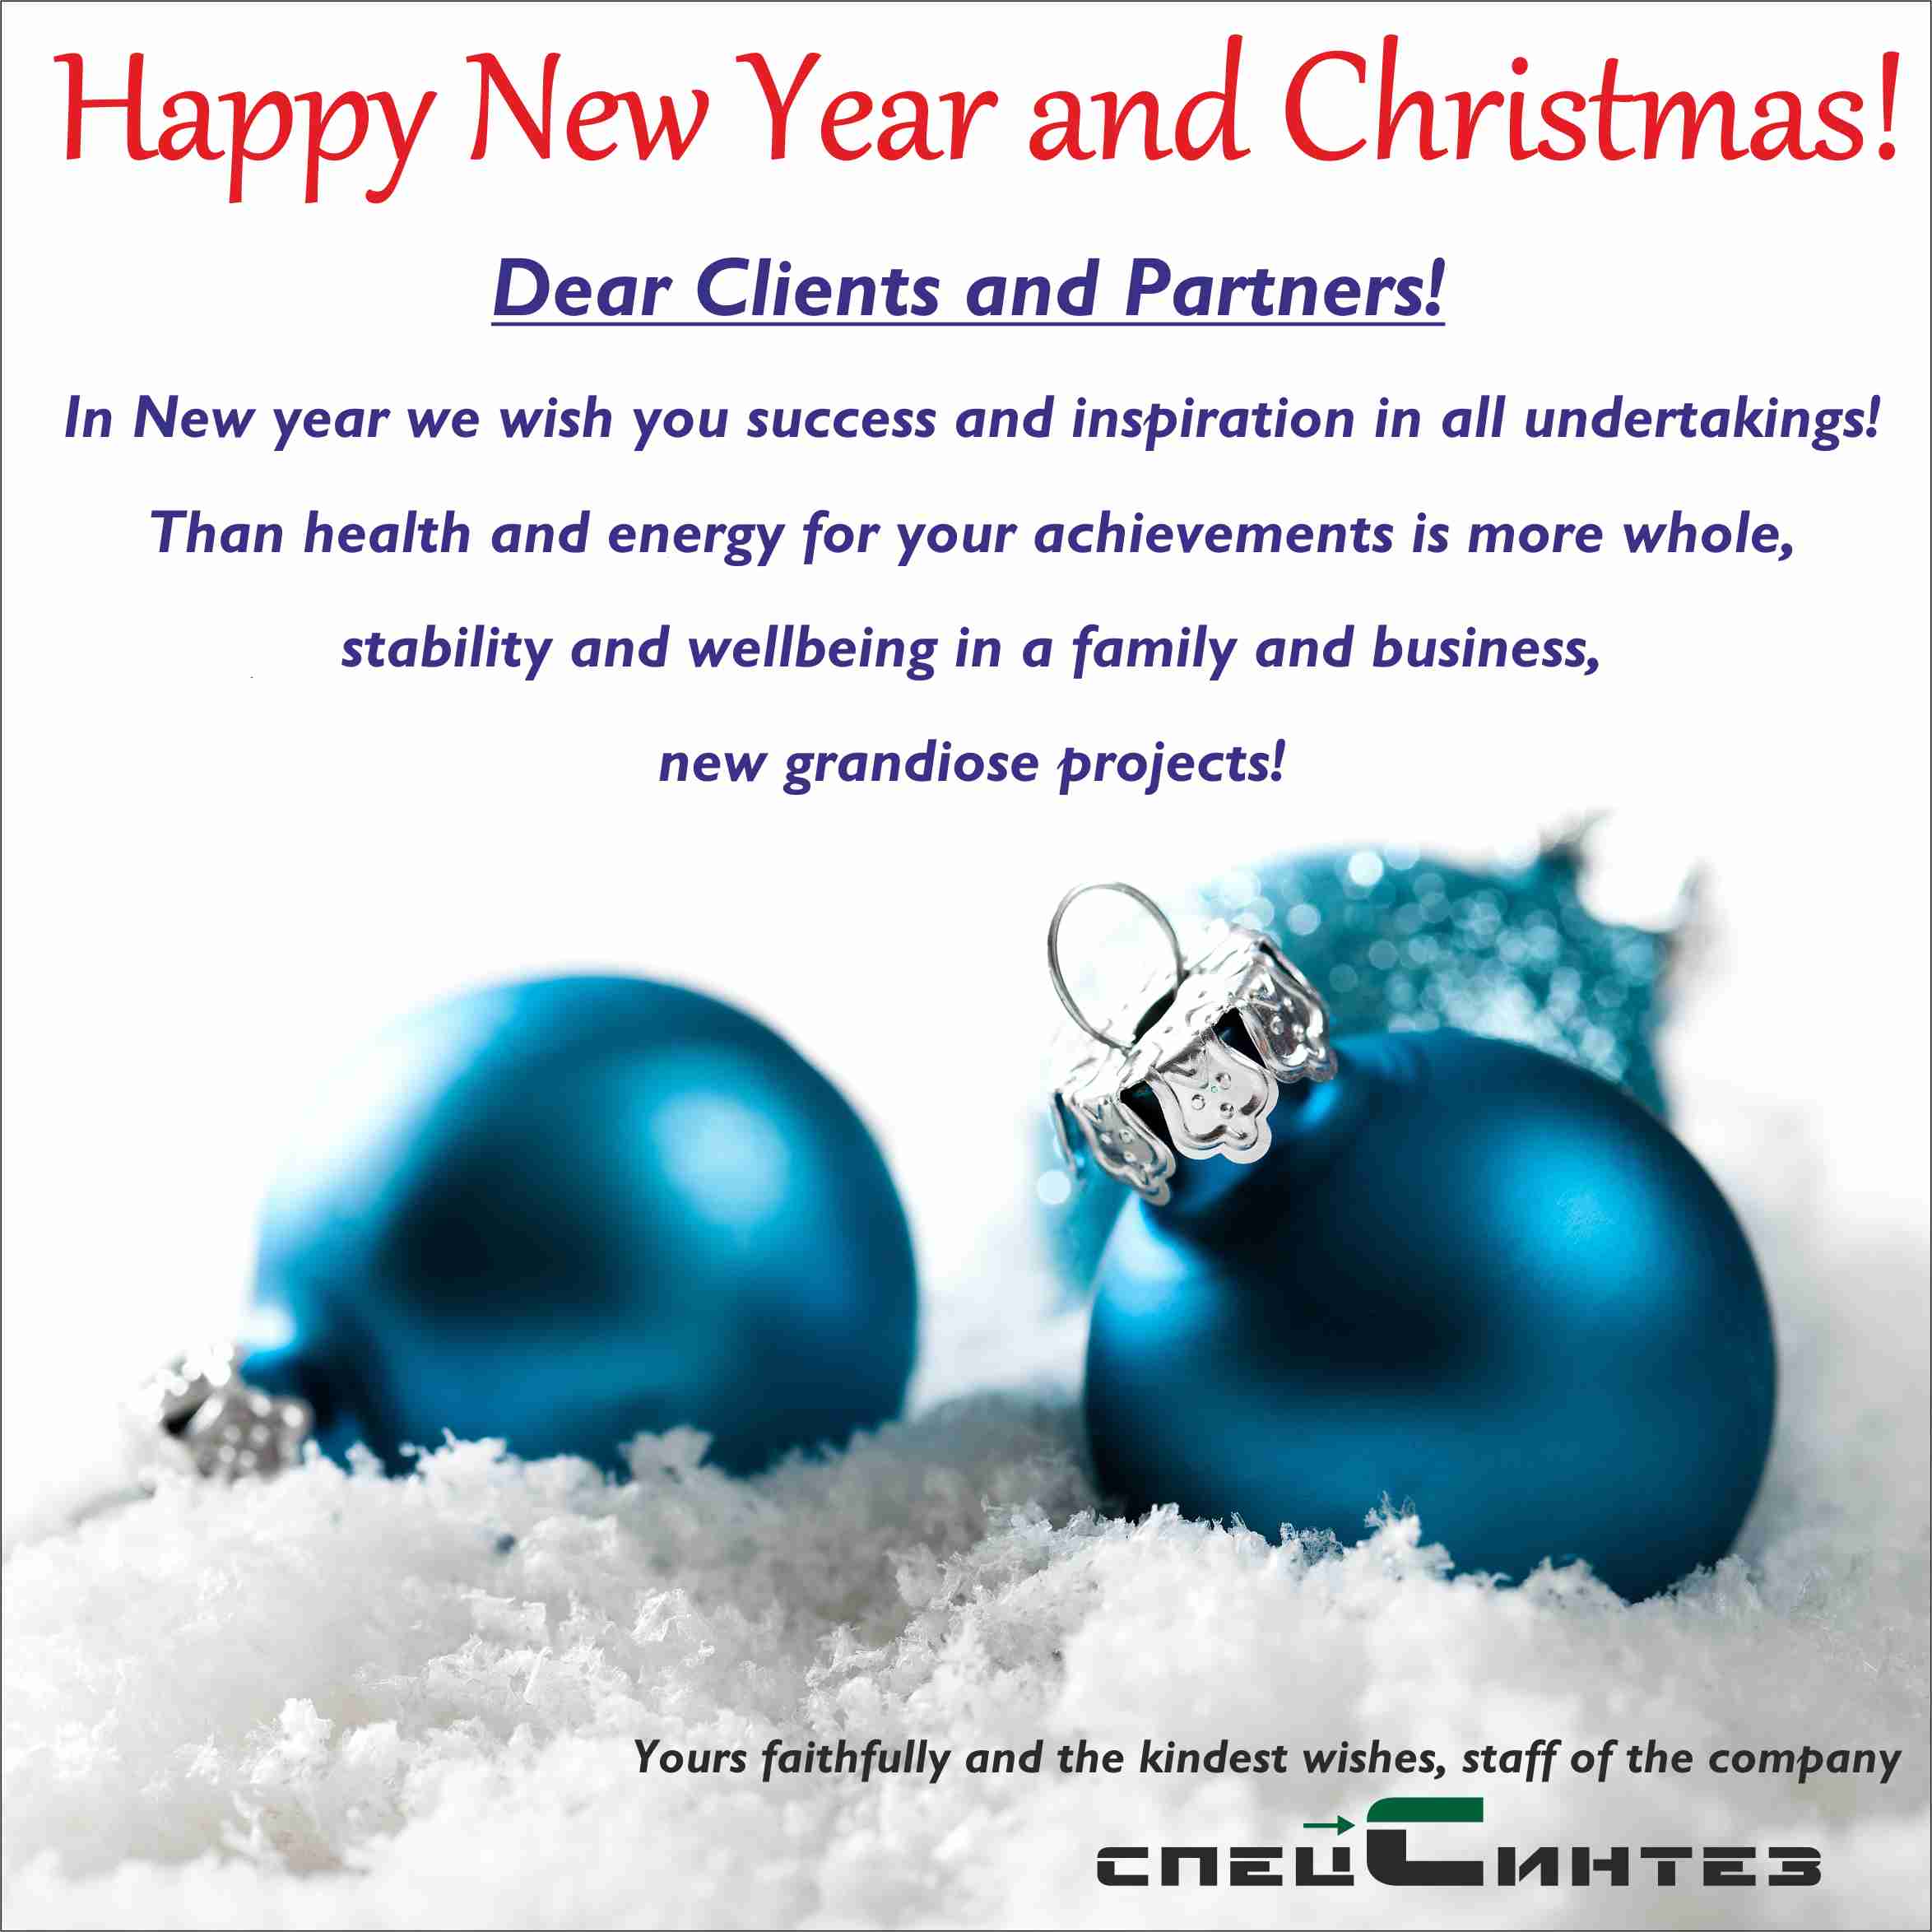 Happy New Year and Christmas!
Dear Clients and Partners!
In New year we wish you success and inspiration in all undertakings!
Than health and energy for your achievements is more whole,
stability and wellbeing in a family and business,
new grandiose projects!
Yours faithfully and the kindest wishes, staff of the company
СПЕЦСИНТЕЗ